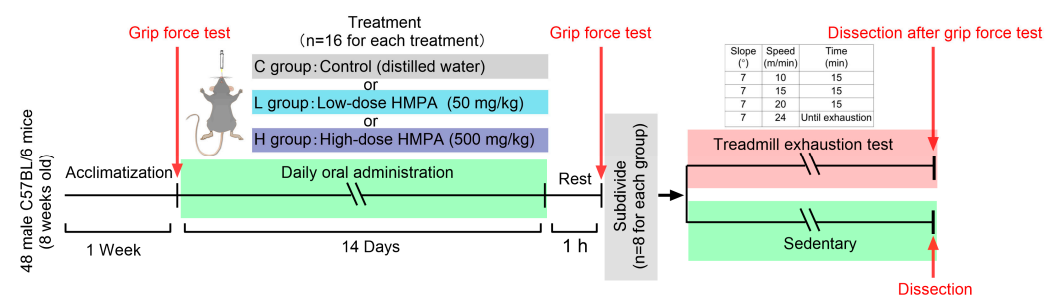 48 male C57BL/6 mice
(8 weeks old)
Acclimatization
1 Week
Grip force test
Treatment
(n=16 for each treatment)
C group:Control (distilled water)
or
L group:Low-dose HMPA (50 mg/kg)
or
H group:High-dose HMPA (500 mg/kg)
Daily oral administration
14 Days
Rest
1 h
Grip force test
Subdivide
(n=8 for each group)
Slope Speed Time
(°) (m/min) (min)
7 10 15
7 15 15
7 20 15
7 24 Until exhaustion
Treadmill exhaustion test
Dissection after grip force test
Sedentary
Dissection